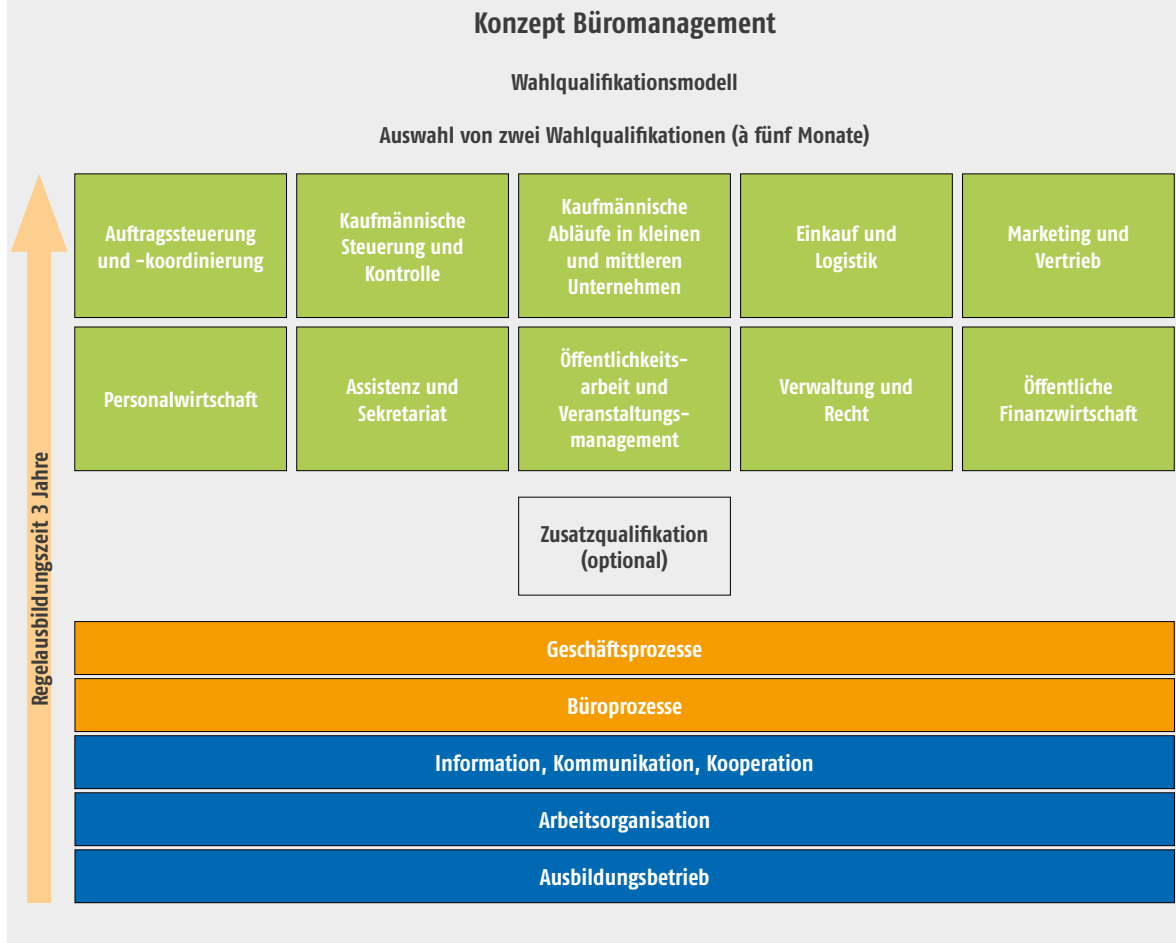 Konzept Büromanagement
Wahlqualifikationsmodell
Auswahl von zwei Wahlqualifikationen (à fünf Monate)
Auftragssteuerung
und -koordinierung
Kaufmännische
Steuerung und
Kontrolle
Kaufmännische
Abläufe in kleinen
und mittleren
Unternehmen
Einkauf und
Logistik
Marketing und
Vertrieb
Personalwirtschaft
Assistenz und
Sekretariat
Öffentlichkeits-
arbeit und
Veranstaltungs-
management
Verwaltung und
Recht
Öffentliche
Finanzwirtschaft
Zusatzqualifikation
(optional)
Geschäftsprozesse
Büroprozesse
Information, Kommunikation, Kooperation
Arbeitsorganisation
Ausbildungsbetrieb
Regelausbildungszeit 3 Jahre